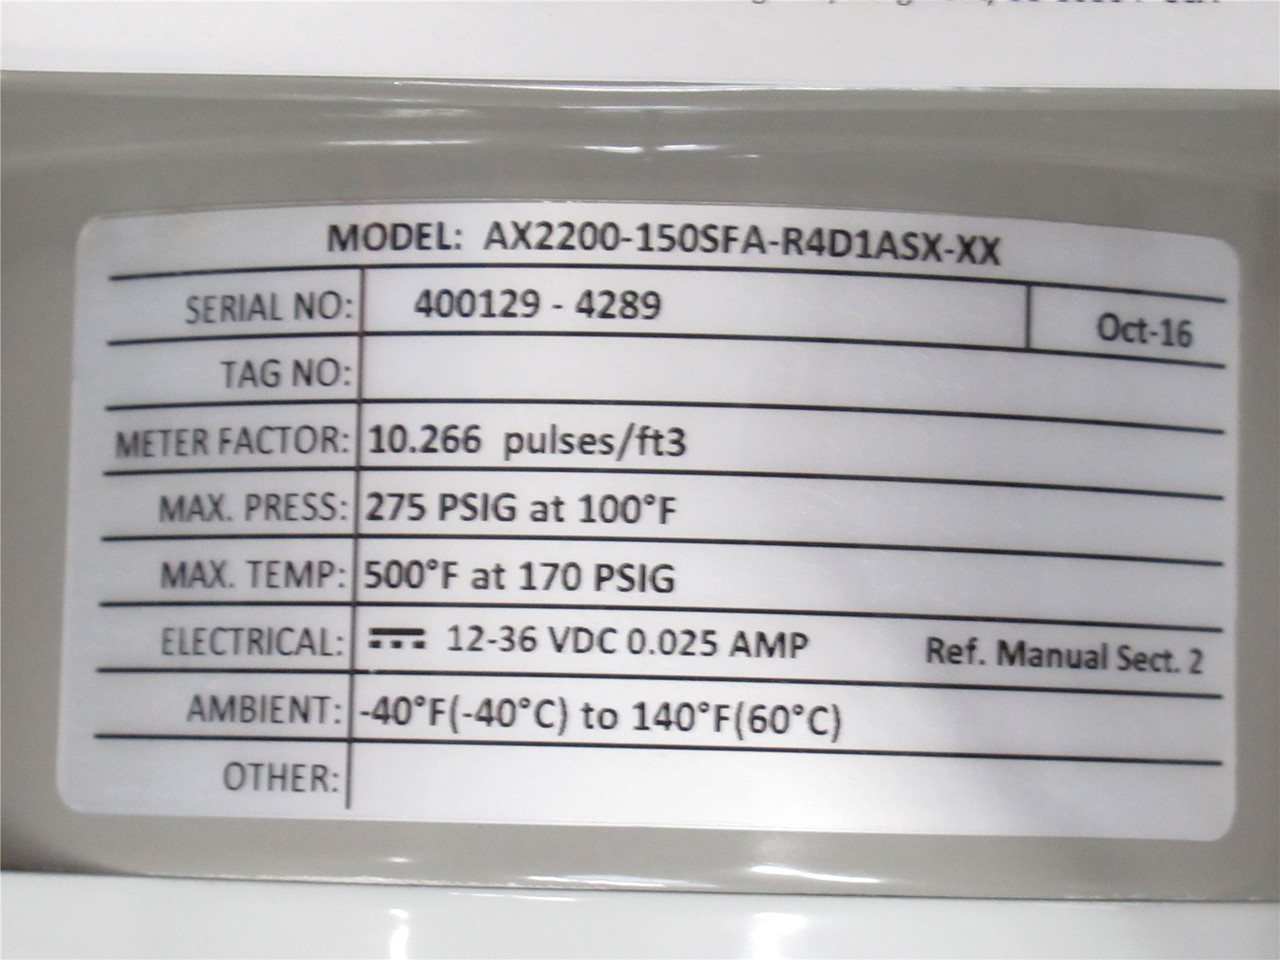 MODEL: AX2200-150SFA-R4D1ASX-XX
SERIAL NO: 400129 - 4289 Oct-16
TAG NO:
METER FACTOR: 10.266 pulses/ft3
MAX. PRESS: 275 PSIG at 100°F
MAX. TEMP: 500°F at 170 PSIG
ELECTRICAL: 12-36 VDC 0.025 AMP Ref. Manual Sect. 2
AMBIENT: -40°F(-40°C) to 140°F(60°C)
OTHER: